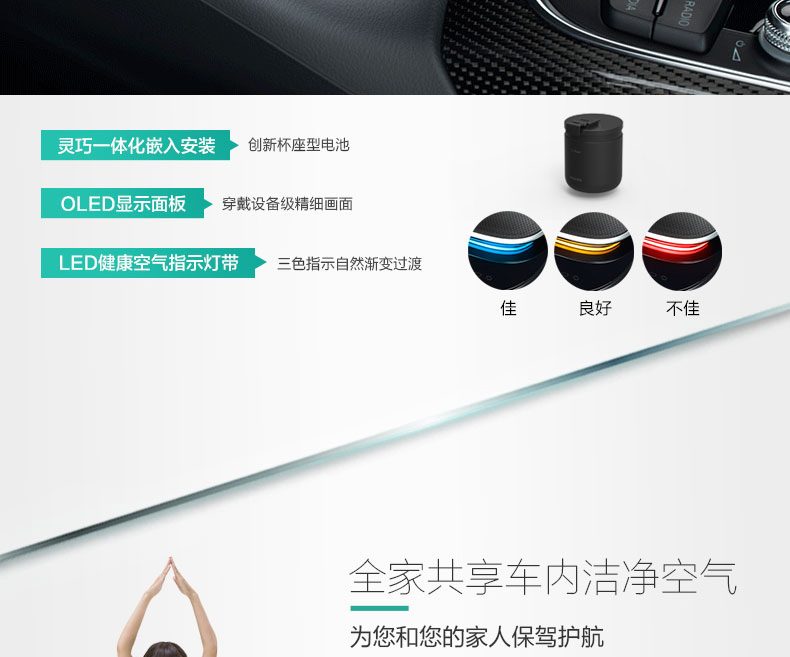 RADIO
灵巧一体化嵌入安装 创新杯座型电池
OLED显示面板 穿戴设备级精细画面
LED健康空气指示灯带 三色指示自然渐变过渡
佳 良好 不佳
全家共享车内洁净空气
为您和您的家人保驾护航